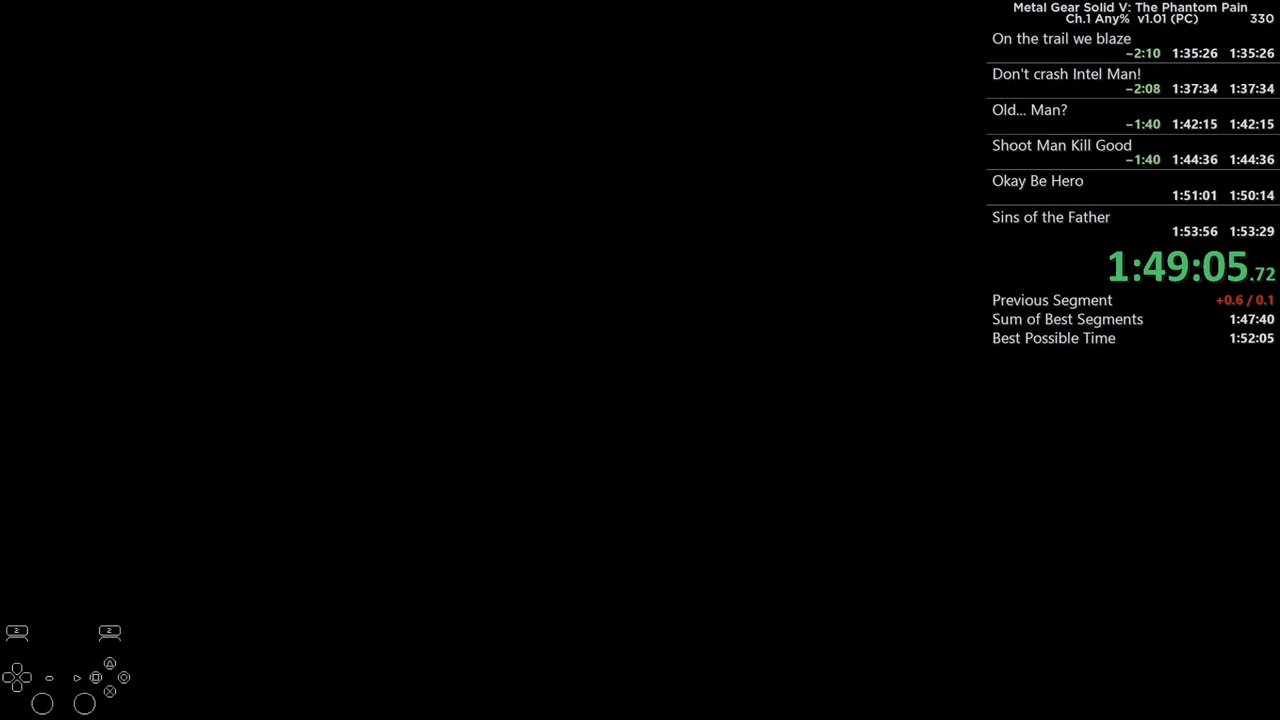 Metal Gear Solid V: The Phantom Pain
Ch.1 Any% v1.01 (PC) 330
On the trail we blaze
−2:10 1:35:26 1:35:26
Don't crash Intel Man!
−2:08 1:37:34 1:37:34
Old... Man?
−1:40 1:42:15 1:42:15
Shoot Man Kill Good
−1:40 1:44:36 1:44:36
Okay Be Hero
1:51:01 1:50:14
Sins of the Father
1:53:56 1:53:29
1:49:05.72
Previous Segment +0.6 / 0.1
Sum of Best Segments 1:47:40
Best Possible Time 1:52:05
2 2